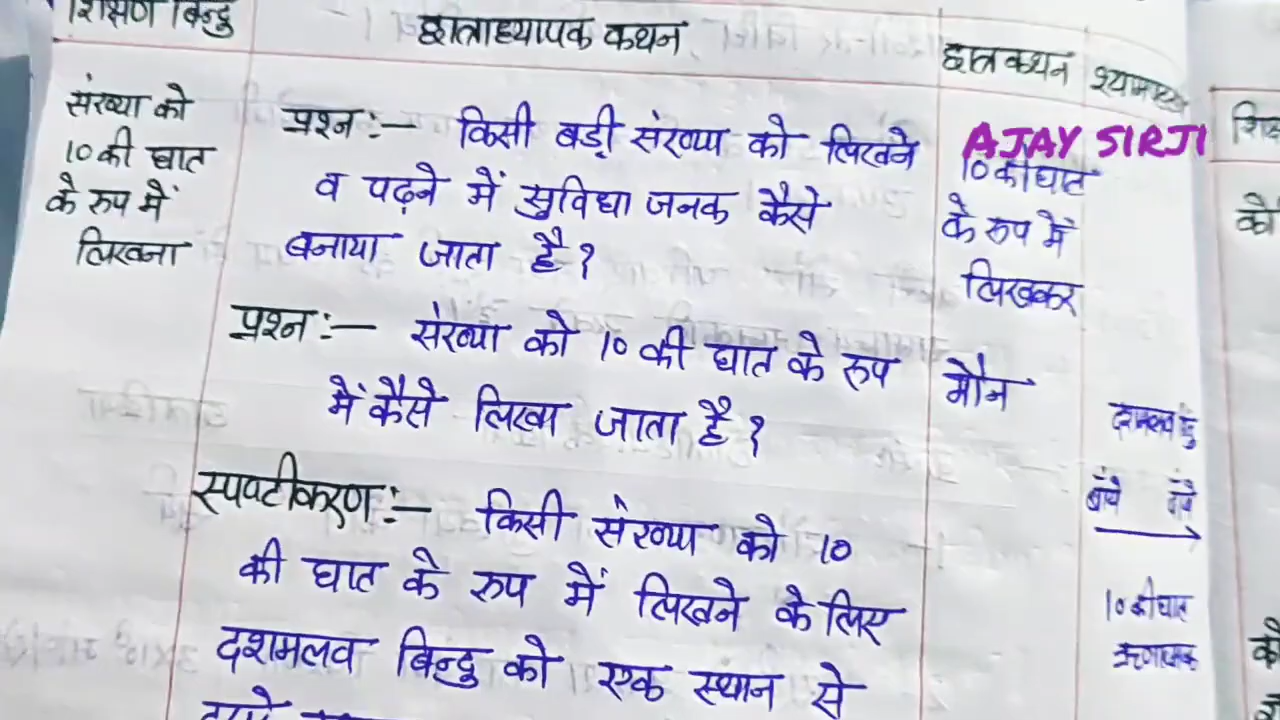 शिक्षण बिन्दु
छात्राध्यापक कथन
छात्र कथन
संख्या को
10 की घात
के रूप में
लिखना
प्रश्न :— किसी बड़ी संख्या को लिखने
व पढ़ने में सुविधा जनक कैसे
बनाया जाता है?
AJAY SIRJI
10 की घात
के रूप में
लिखकर
प्रश्न :— संख्या को 10 की घात के रूप
में कैसे लिखा जाता है?
मौन
स्पष्टीकरण :— किसी संख्या को 10
की घात के रूप में लिखने के लिए
दशमलव बिन्दु को एक स्थान से
दशमलव
बांये दांये
10 की घात
ऋणात्मक
को